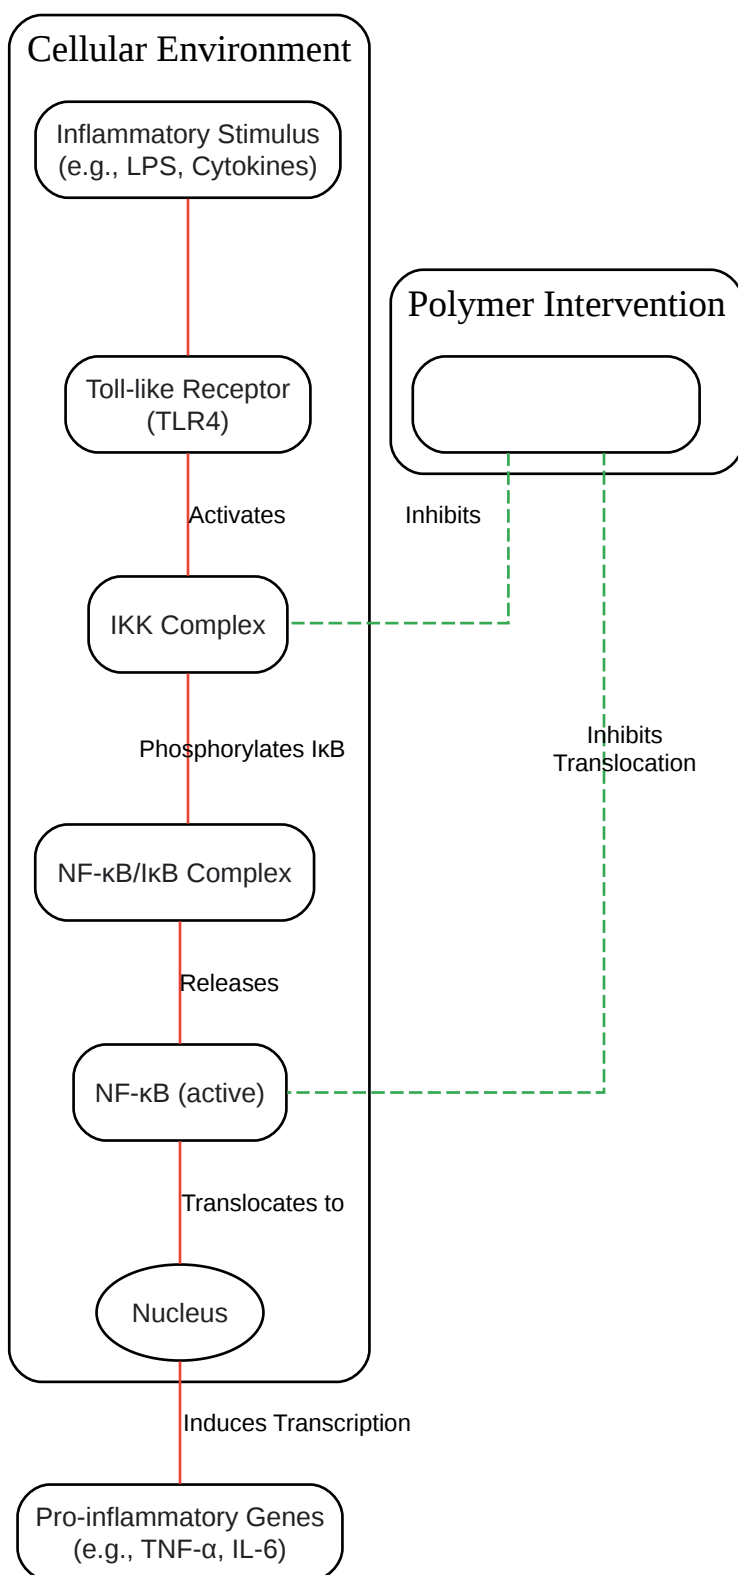 Cellular Environment
Inflammatory Stimulus
(e.g., LPS, Cytokines)
Polymer Intervention
Toll-like Receptor
(TLR4)
Activates
Inhibits
IKK Complex
Phosphorylates IκB
Inhibits
Translocation
NF-κB/IκB Complex
Releases
NF-κB (active)
Translocates to
Nucleus
Induces Transcription
Pro-inflammatory Genes
(e.g., TNF-α, IL-6)